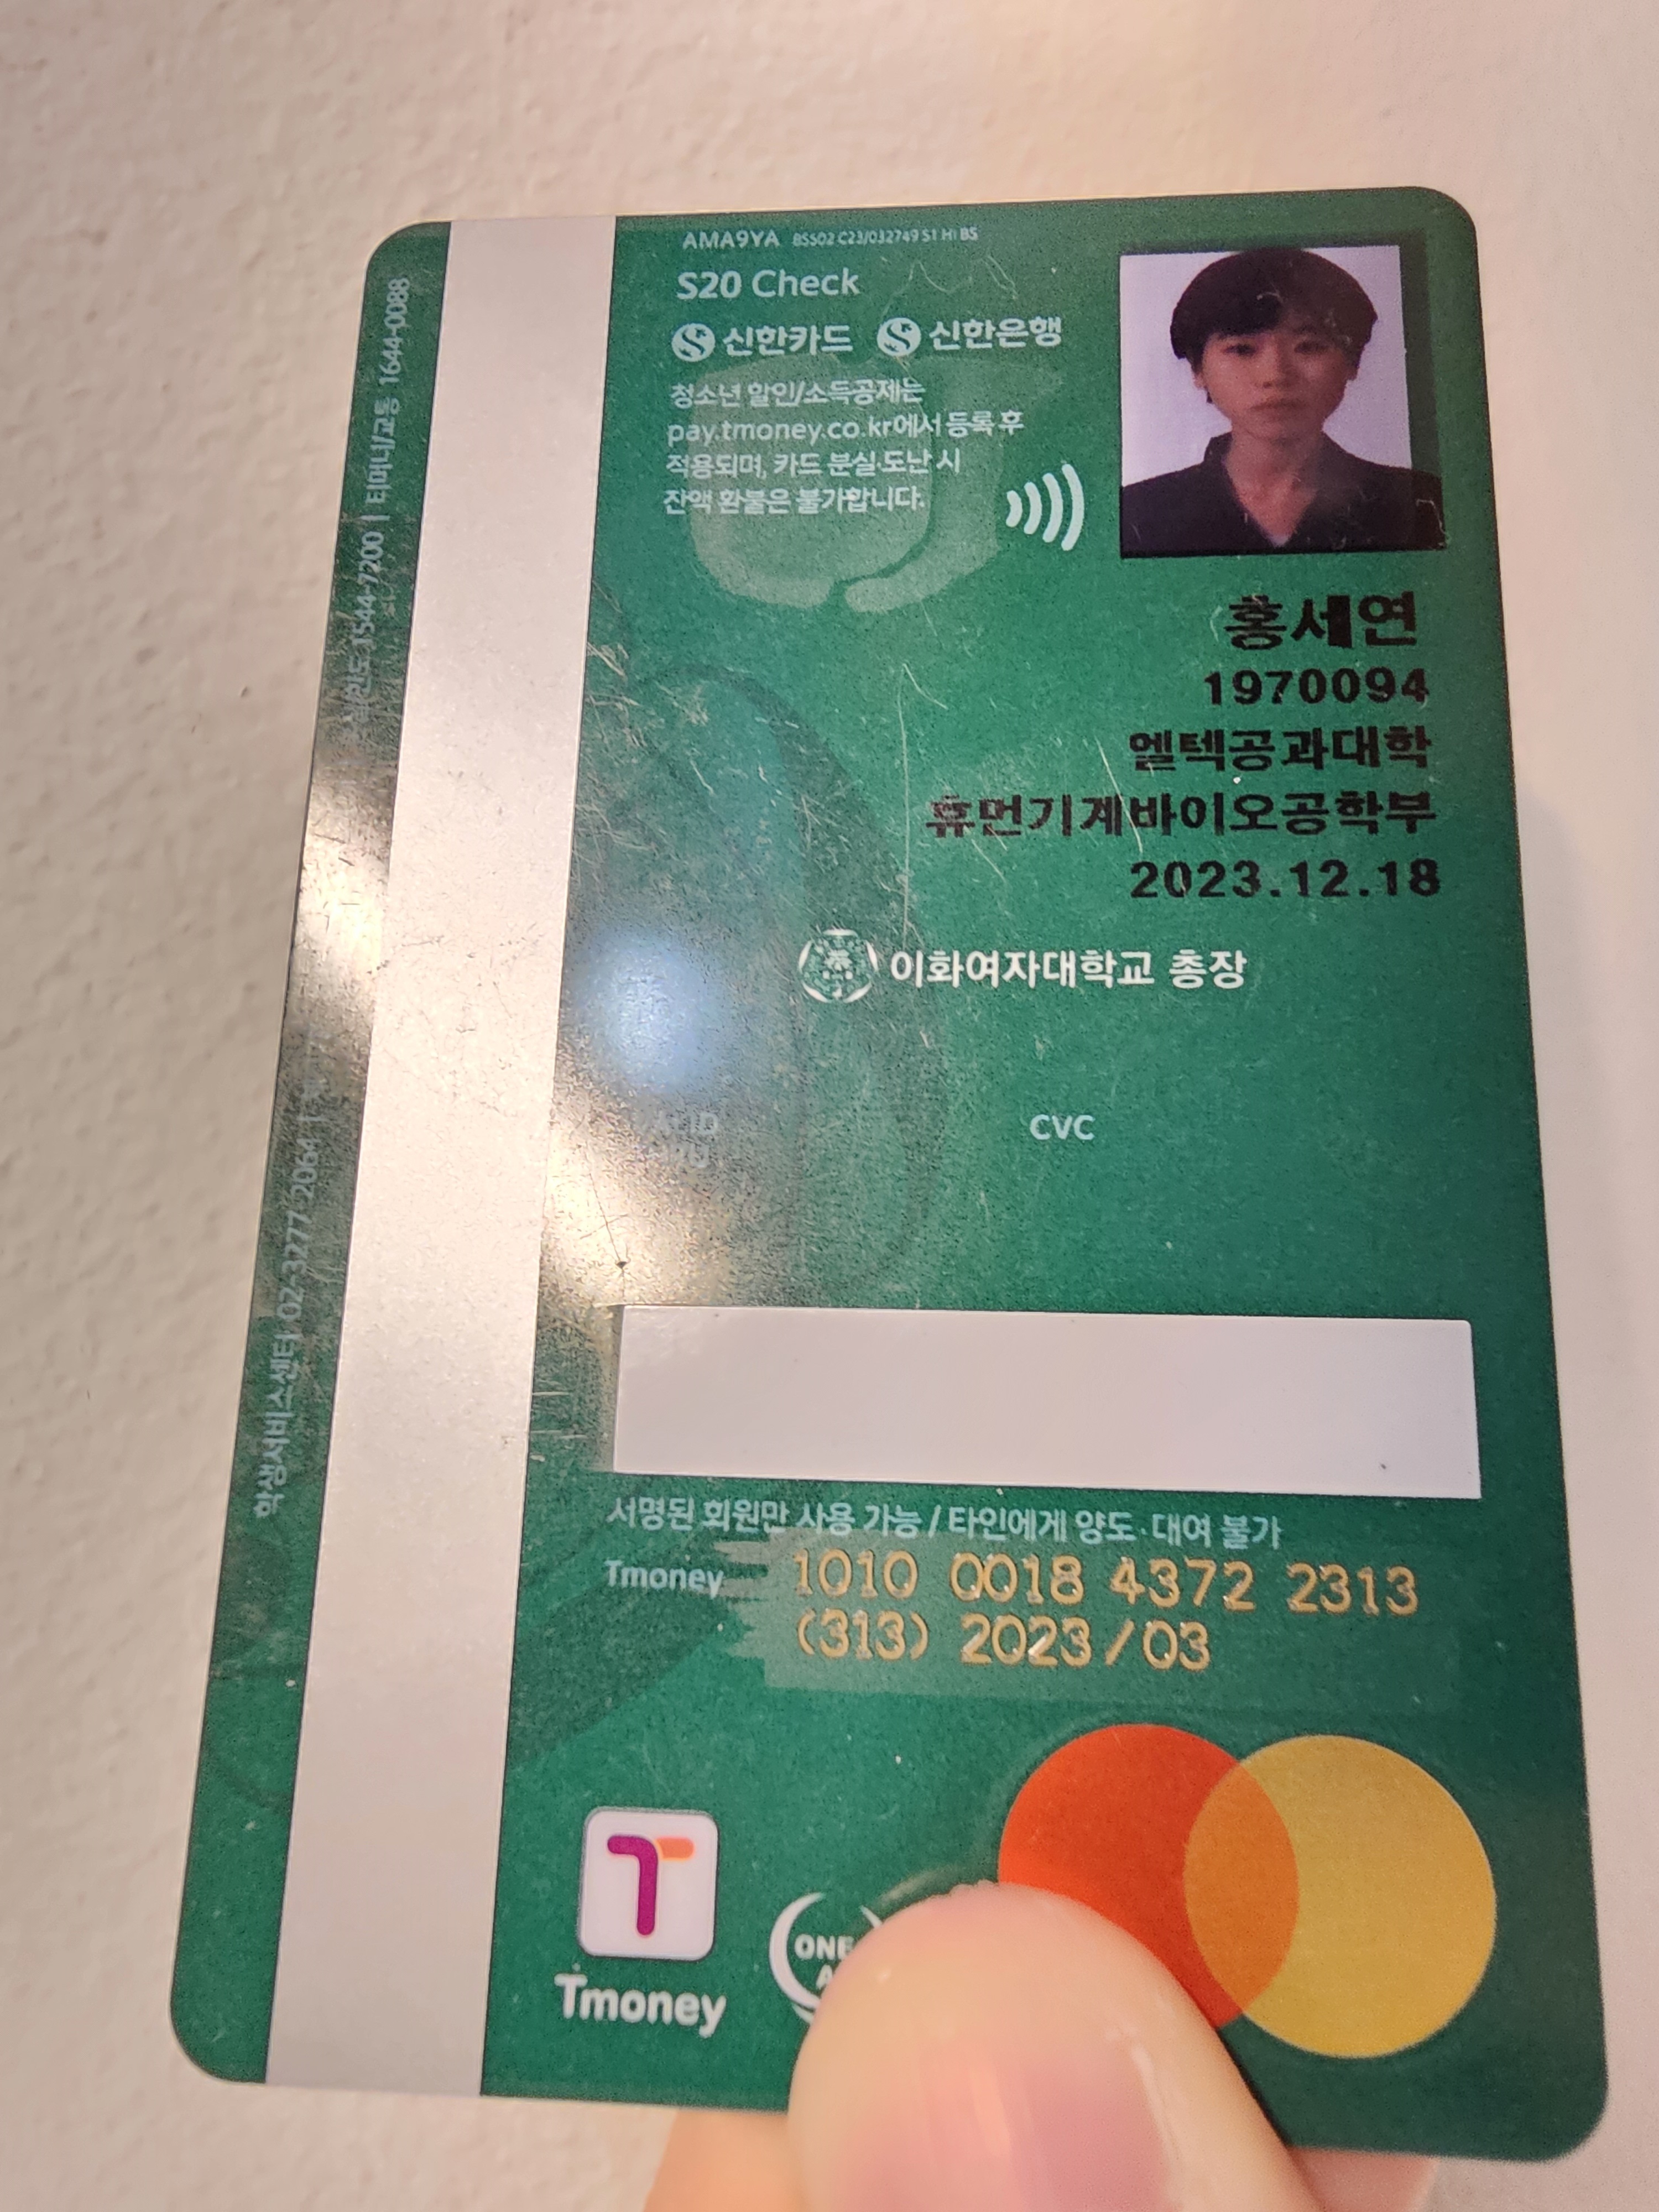 AMA9YA BSS02 C23/032749 S1 Hi BS
S20 Check
신한카드 신한은행
청소년 할인/소득공제는
pay.tmoney.co.kr에서 등록 후
적용되며, 카드 분실·도난 시
잔액 환불은 불가합니다.
홍세연
1970094
엘텍공과대학
휴먼기계바이오공학부
2023.12.18
이화여자대학교 총장
CVC
서명된 회원만 사용 가능 / 타인에게 양도·대여 불가
Tmoney 1010 0018 4372 2313
(313) 2023/03
Tmoney
ONE
학생서비스센터 02-3277-2064 | 1544-7200 | 티머니/교통 1644-0088